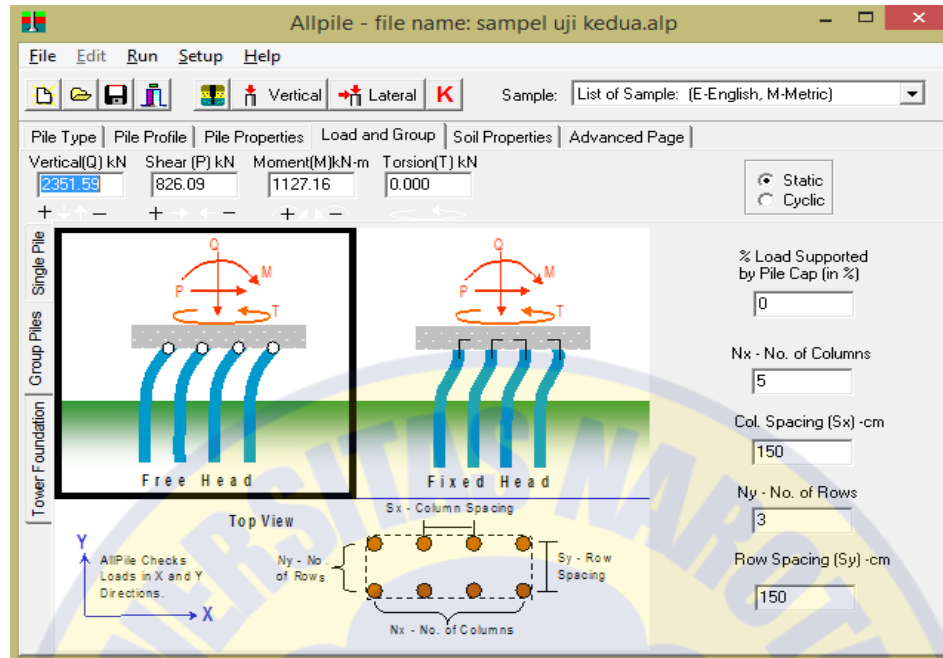 Allpile - file name: sampel uji kedua.alp
File Edit Run Setup Help
Vertical Lateral K Sample: List of Sample: (E-English, M-Metric)
Pile Type Pile Profile Pile Properties Load and Group Soil Properties Advanced Page
Vertical(Q) kN Shear (P) kN Moment(M)kN-m Torsion(T) kN
2351.59 826.09 1127.16 0.000
Static
Cyclic
Single Pile
Group Piles
Tower Foundation
Q
P
M
T
Free Head
Q
P
M
T
Fixed Head
% Load Supported
by Pile Cap (in %)
0
Nx - No. of Columns
5
Col. Spacing (Sx) -cm
150
Ny - No. of Rows
3
Row Spacing (Sy) -cm
150
Top View
Sx - Column Spacing
Y
X
AllPile Checks
Loads in X and Y
Directions.
Ny - No.
of Rows
Sy - Row
Spacing
Nx - No. of Columns
SITAS NARO